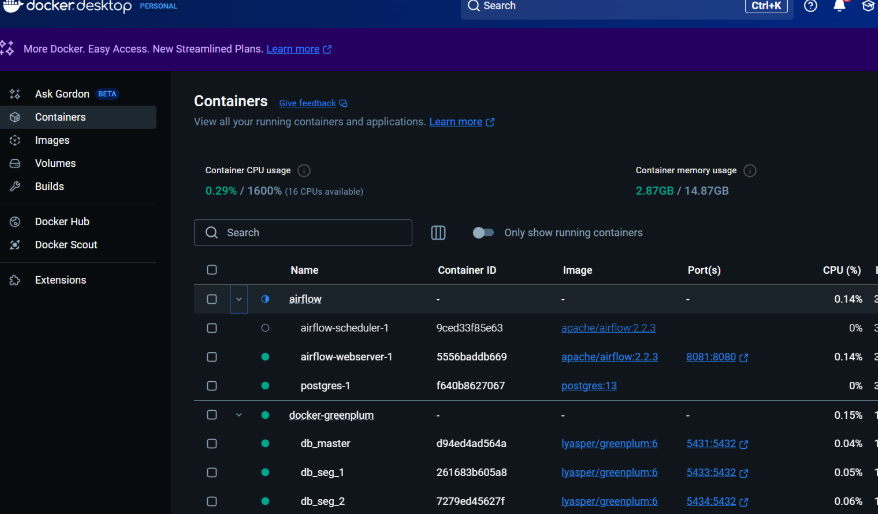 docker.desktop PERSONAL Search Ctrl+K
More Docker. Easy Access. New Streamlined Plans. Learn more
Ask Gordon BETA
Containers
Images
Volumes
Builds
Docker Hub
Docker Scout
Extensions
Containers Give feedback
View all your running containers and applications. Learn more
Container CPU usage
0.29% / 1600% (16 CPUs available)
Container memory usage
2.87GB / 14.87GB
Search
Only show running containers
Name Container ID Image Port(s) CPU (%)
airflow - - - 0.14%
airflow-scheduler-1 9ced33f85e63 apache/airflow:2.2.3 0%
airflow-webserver-1 5556baddb669 apache/airflow:2.2.3 8081:8080 0.14%
postgres-1 f640b8627067 postgres:13 0%
docker-greenplum - - - 0.15%
db_master d94ed4ad564a lyasper/greenplum:6 5431:5432 0.04%
db_seg_1 261683b605a8 lyasper/greenplum:6 5433:5432 0.05%
db_seg_2 7279ed45627f lyasper/greenplum:6 5434:5432 0.06%